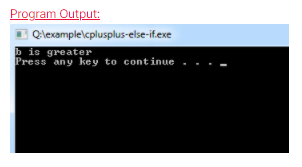 Program Output:
Q:\example\cplusplus-else-if.exe
b is greater
Press any key to continue . . . _